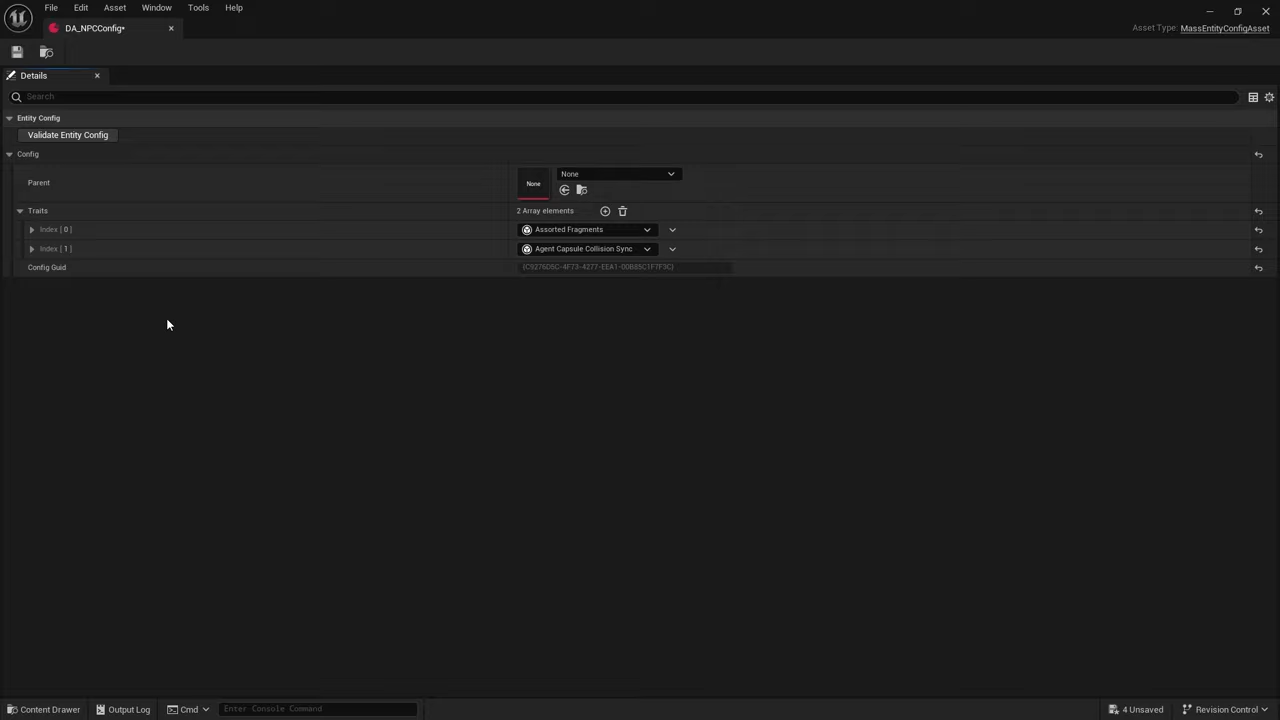 File Edit Asset Window Tools Help
DA_NPCConfig*
Asset Type: MassEntityConfigAsset
Details
Search
Entity Config
Validate Entity Config
Config
Parent
None
None
Traits
2 Array elements
Index [ 0 ]
Assorted Fragments
Index [ 1 ]
Agent Capsule Collision Sync
Config Guid
Content Drawer
Output Log
Cmd
Enter Console Command
4 Unsaved
Revision Control